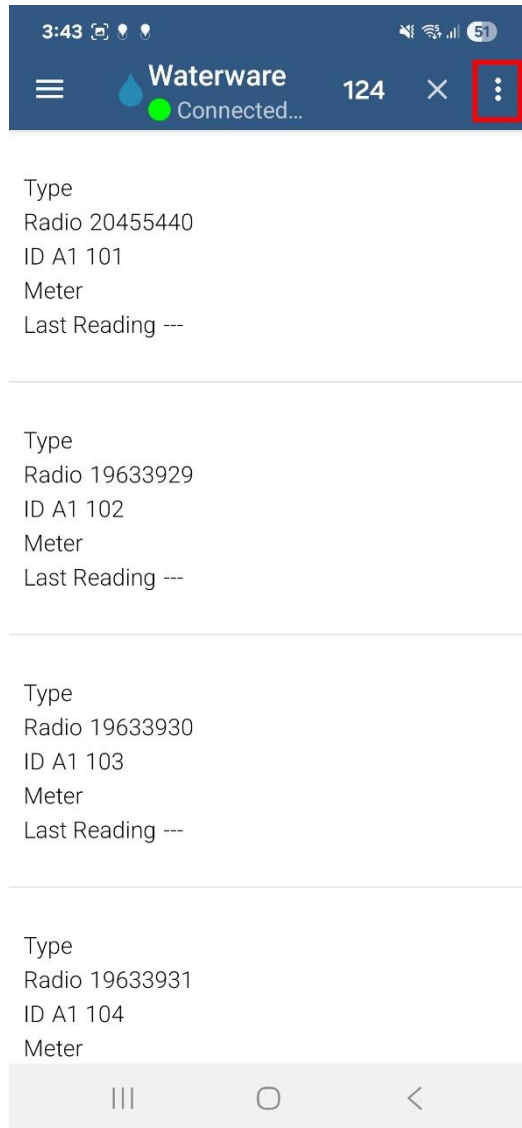 3:43 51
Waterware 124
Connected...
Type
Radio 20455440
ID A1 101
Meter
Last Reading ---
Type
Radio 19633929
ID A1 102
Meter
Last Reading ---
Type
Radio 19633930
ID A1 103
Meter
Last Reading ---
Type
Radio 19633931
ID A1 104
Meter